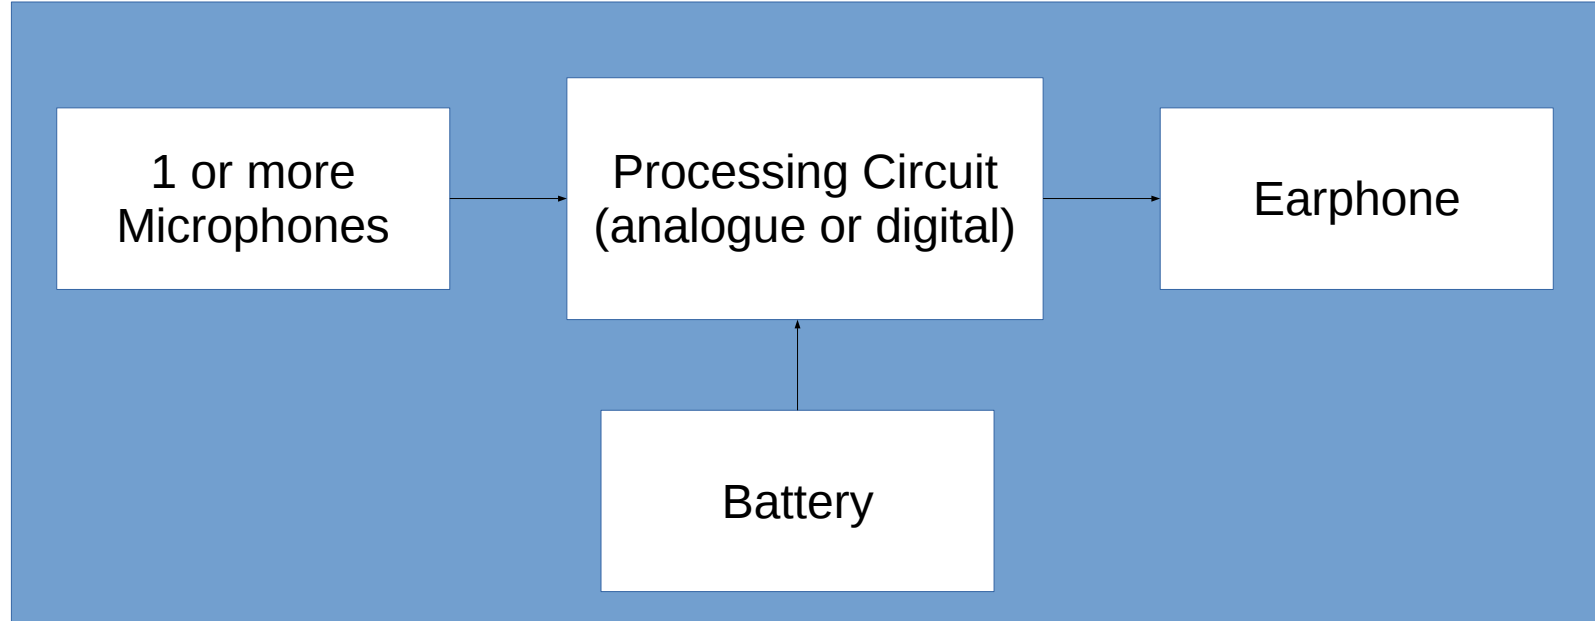 1 or more
Microphones
Processing Circuit
(analogue or digital)
Earphone
Battery